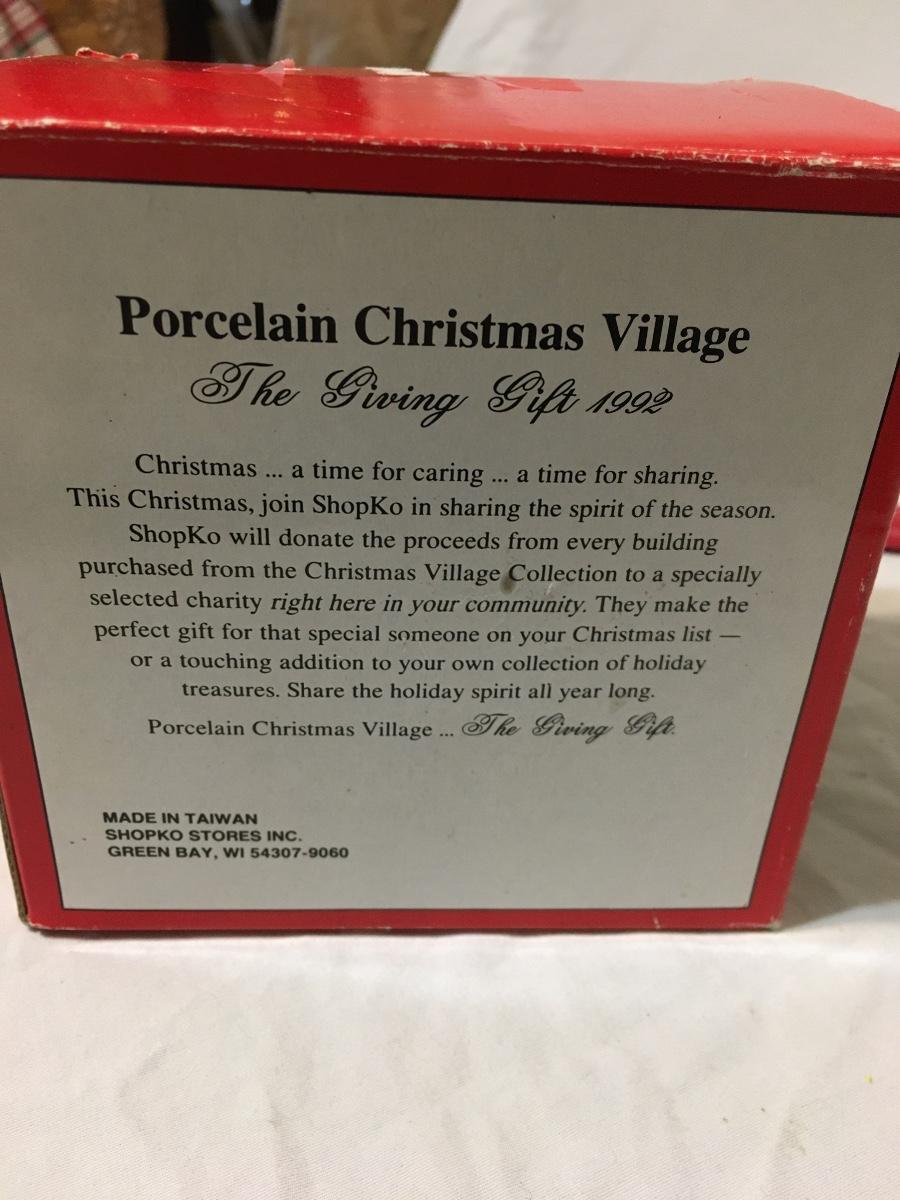 Porcelain Christmas Village
The Giving Gift 1992
Christmas ... a time for caring ... a time for sharing.
This Christmas, join ShopKo in sharing the spirit of the season.
ShopKo will donate the proceeds from every building
purchased from the Christmas Village Collection to a specially
selected charity right here in your community. They make the
perfect gift for that special someone on your Christmas list —
or a touching addition to your own collection of holiday
treasures. Share the holiday spirit all year long.
Porcelain Christmas Village ... The Giving Gift.
MADE IN TAIWAN
SHOPKO STORES INC.
GREEN BAY, WI 54307-9060